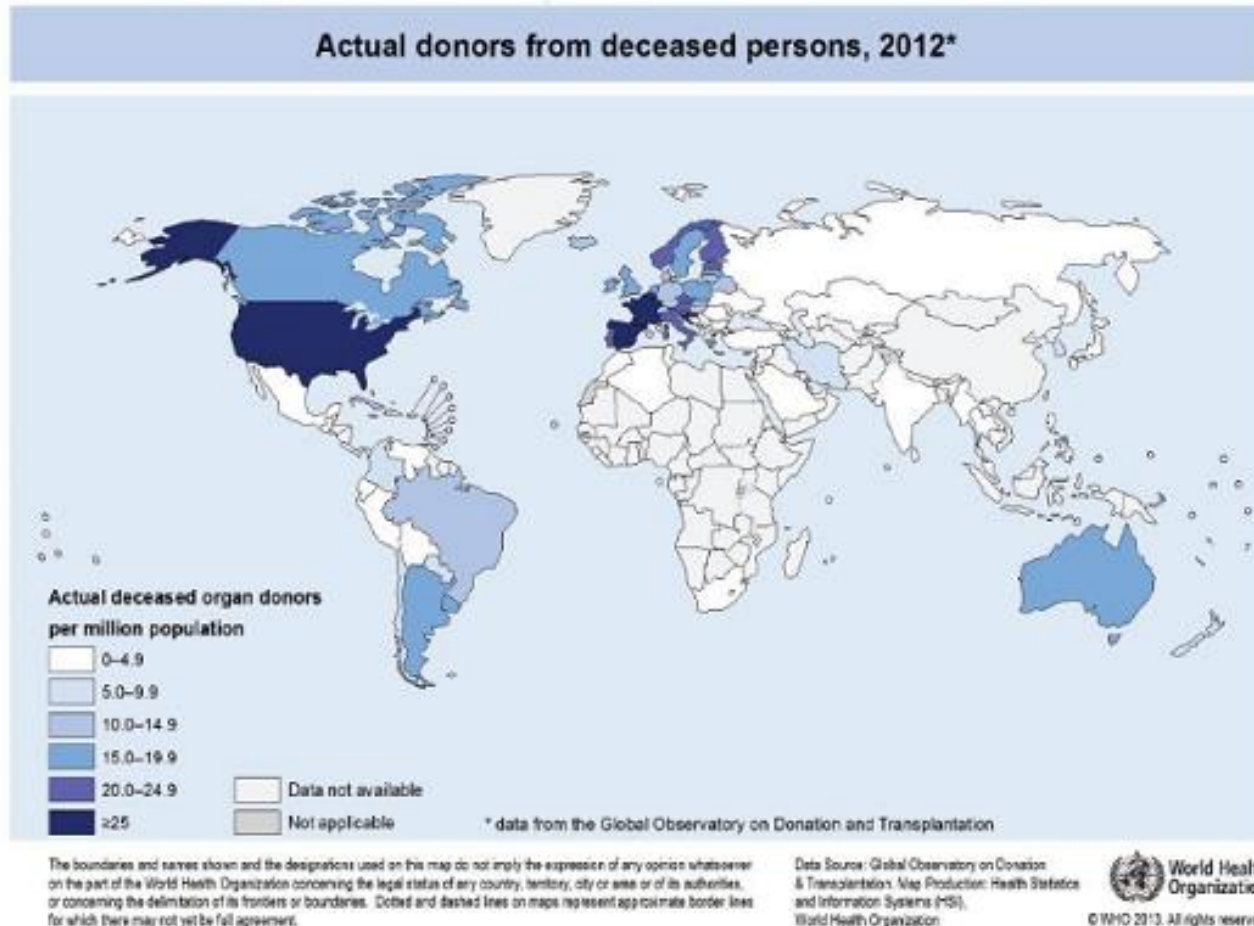 Actual donors from deceased persons, 2012*
Actual deceased organ donors
per million population
0–4.9
5.0–9.9
10.0–14.9
15.0–19.9
20.0–24.9
≥25
Data not available
Not applicable
* data from the Global Observatory on Donation and Transplantation
The boundaries and names shown and the designations used on this map do not imply the expression of any opinion whatsoever
on the part of the World Health Organization concerning the legal status of any country, territory, city or area or of its authorities,
or concerning the delimitation of its frontiers or boundaries. Dotted and dashed lines on maps represent approximate border lines
for which there may not yet be full agreement.
Data Source: Global Observatory on Donation
& Transplantation. Map Production: Health Statistics
and Information Systems (HSI),
World Health Organization
World Healt
Organizatio
© WHO 2013. All rights reserve